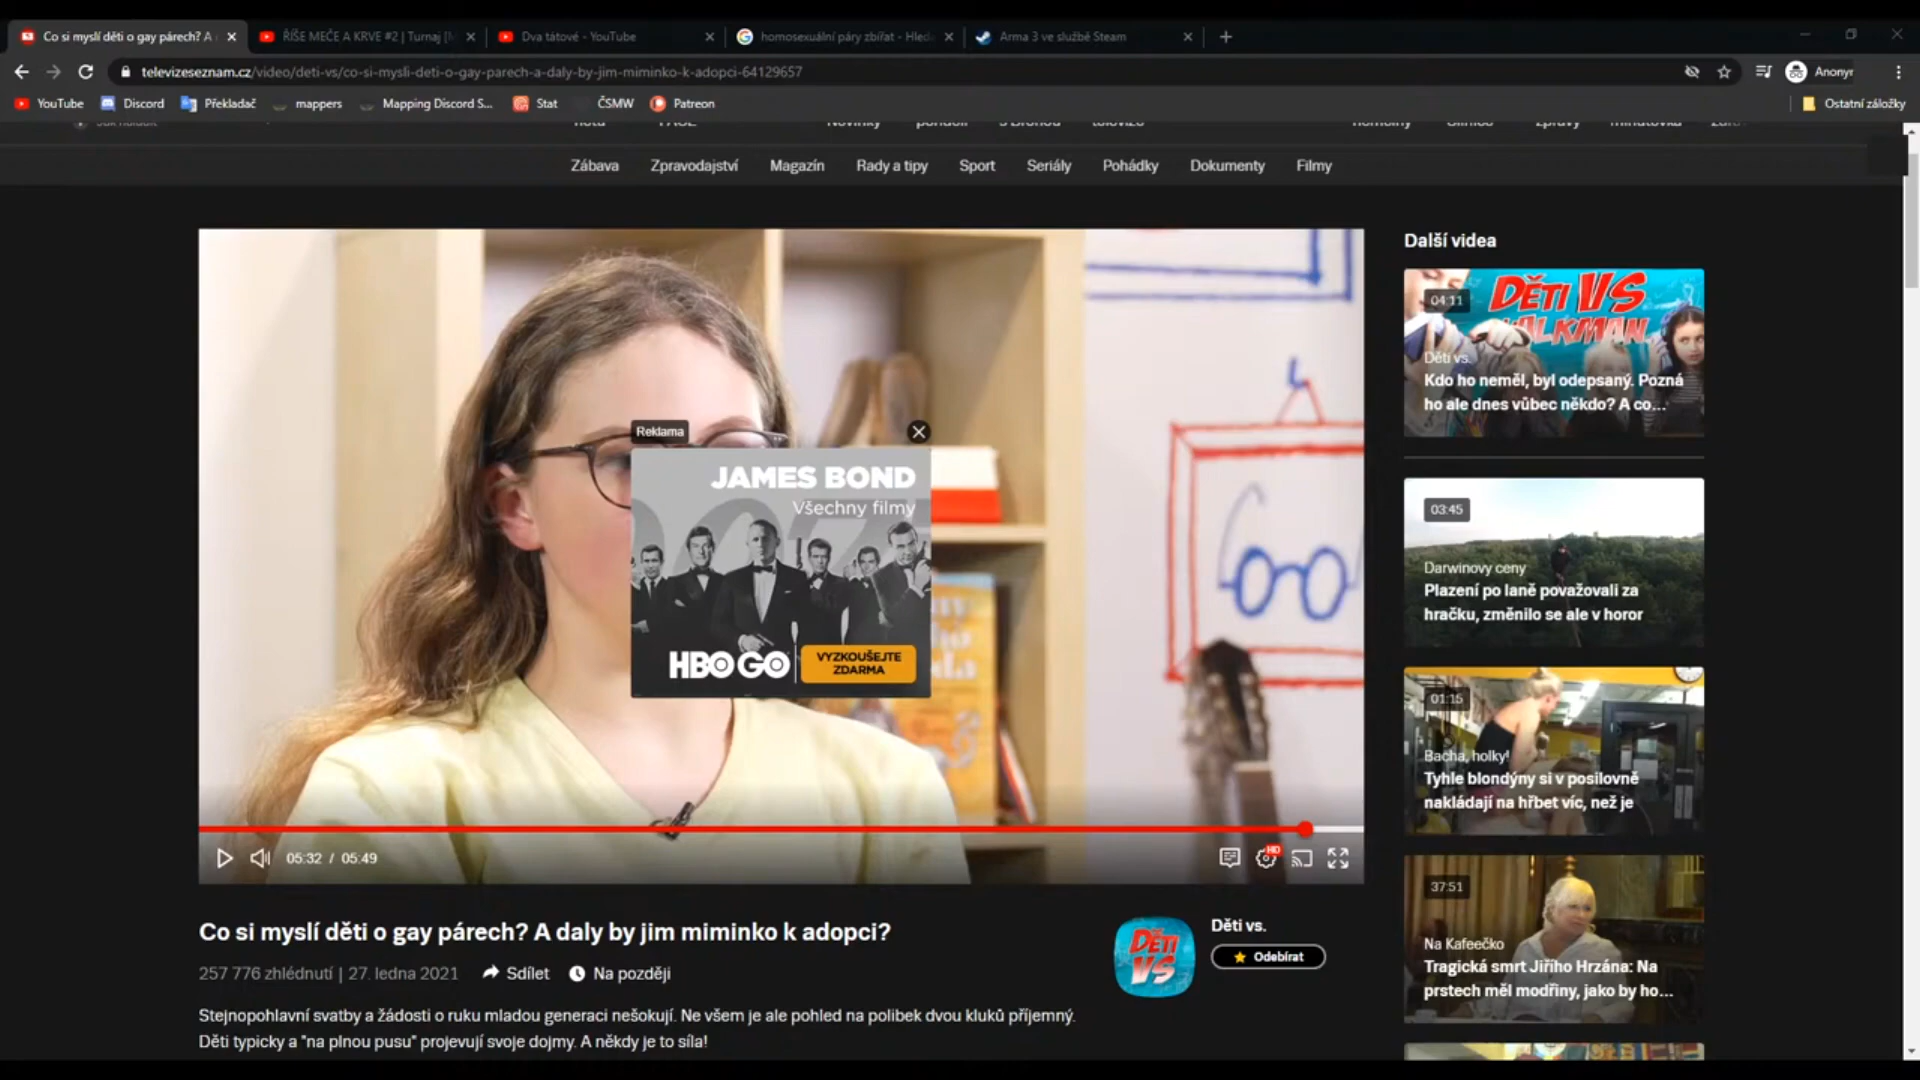 Co si myslí děti o gay párech? A
ŘÍŠE MEČE A KRVE #2 | Turnaj [M
Dva tátové - YouTube
homosexuální páry zbířat - Hled
Arma 3 ve službě Steam
televizeseznam.cz/video/deti-vs/co-si-mysli-deti-o-gay-parech-a-daly-by-jim-miminko-k-adopci-64129657
Anonyr
YouTube
Discord
Překladač
mappers
Mapping Discord S...
Stat
ČSMW
Patreon
Ostatní záložky
Zábava
Zpravodajství
Magazín
Rady a tipy
Sport
Seriály
Pohádky
Dokumenty
Filmy
Reklama
JAMES BOND
Všechny filmy
HBO GO
VYZKOUŠEJTE
ZDARMA
05:32 / 05:49
HD
Co si myslí děti o gay párech? A daly by jim miminko k adopci?
257 776 zhlédnutí | 27. ledna 2021
Sdílet
Na později
DĚTI
VS
Děti vs.
Odebírat
Stejnopohlavní svatby a žádosti o ruku mladou generaci nešokují. Ne všem je ale pohled na polibek dvou kluků příjemný.
Děti typicky a "na plnou pusu" projevují svoje dojmy. A někdy je to síla!
Další videa
04:11
DĚTI VS
Děti vs.
Kdo ho neměl, byl odepsaný. Pozná
ho ale dnes vůbec někdo? A co...
03:45
Darwinovy ceny
Plazení po laně považovali za
hračku, změnilo se ale v horor
01:15
Bacha, holky!
Tyhle blondýny si v posilovně
nakládají na hřbet víc, než je
37:51
Na Kafeečko
Tragická smrt Jiřího Hrzána: Na
prstech měl modřiny, jako by ho...